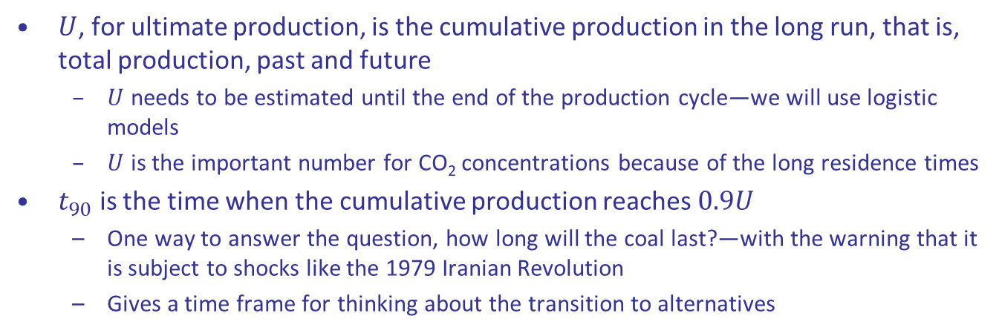 • U, for ultimate production, is the cumulative production in the long run, that is,
total production, past and future
– U needs to be estimated until the end of the production cycle—we will use logistic
models
– U is the important number for CO₂ concentrations because of the long residence times
• t₉₀ is the time when the cumulative production reaches 0.9U
– One way to answer the question, how long will the coal last?—with the warning that it
is subject to shocks like the 1979 Iranian Revolution
– Gives a time frame for thinking about the transition to alternatives